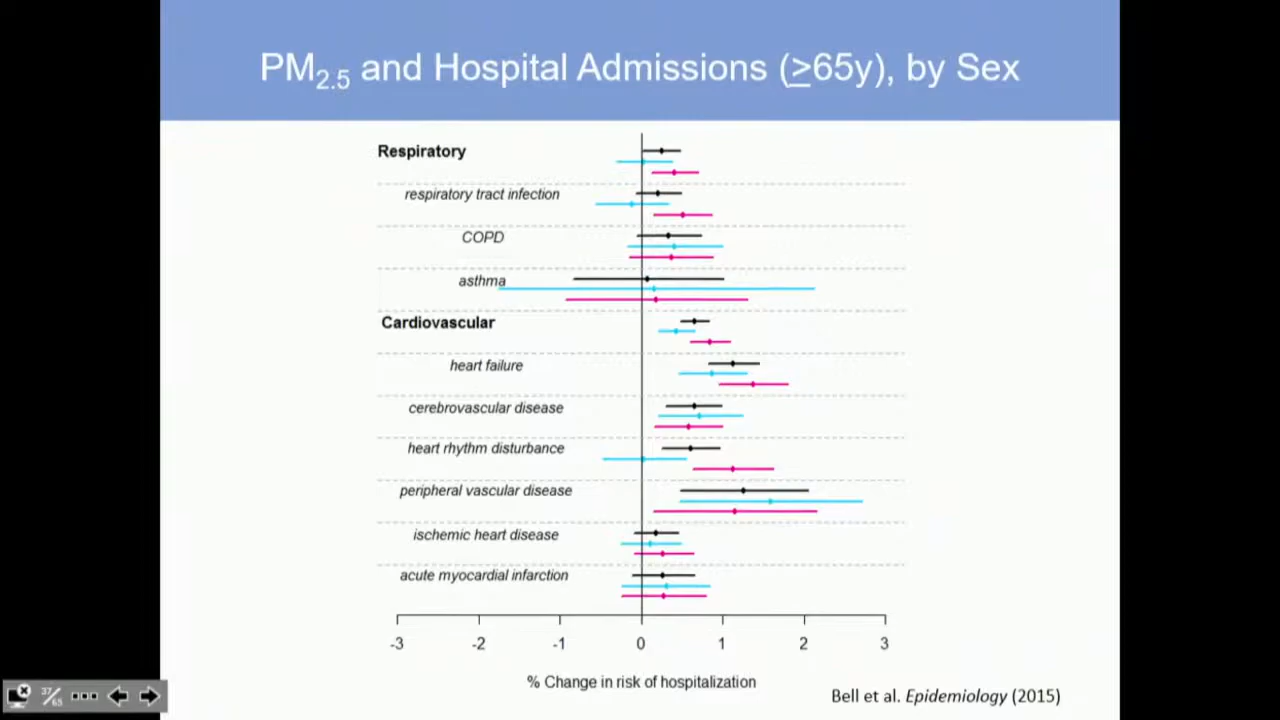 PM2.5 and Hospital Admissions (≥65y), by Sex
Respiratory
respiratory tract infection
COPD
asthma
Cardiovascular
heart failure
cerebrovascular disease
heart rhythm disturbance
peripheral vascular disease
ischemic heart disease
acute myocardial infarction
-3 -2 -1 0 1 2 3
% Change in risk of hospitalization
Bell et al. Epidemiology (2015)
37/65